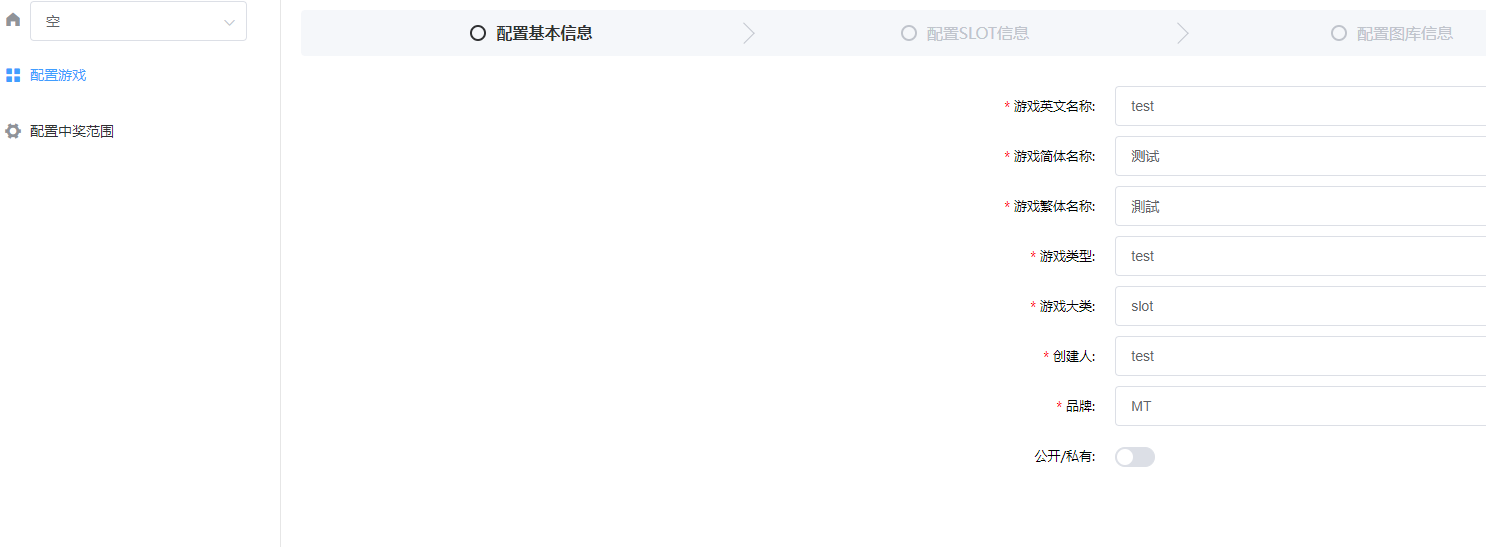 空
配置游戏
配置中奖范围
配置基本信息
配置SLOT信息
配置图库信息
* 游戏英文名称: test
* 游戏简体名称: 测试
* 游戏繁体名称: 測試
* 游戏类型: test
* 游戏大类: slot
* 创建人: test
* 品牌: MT
公开/私有: